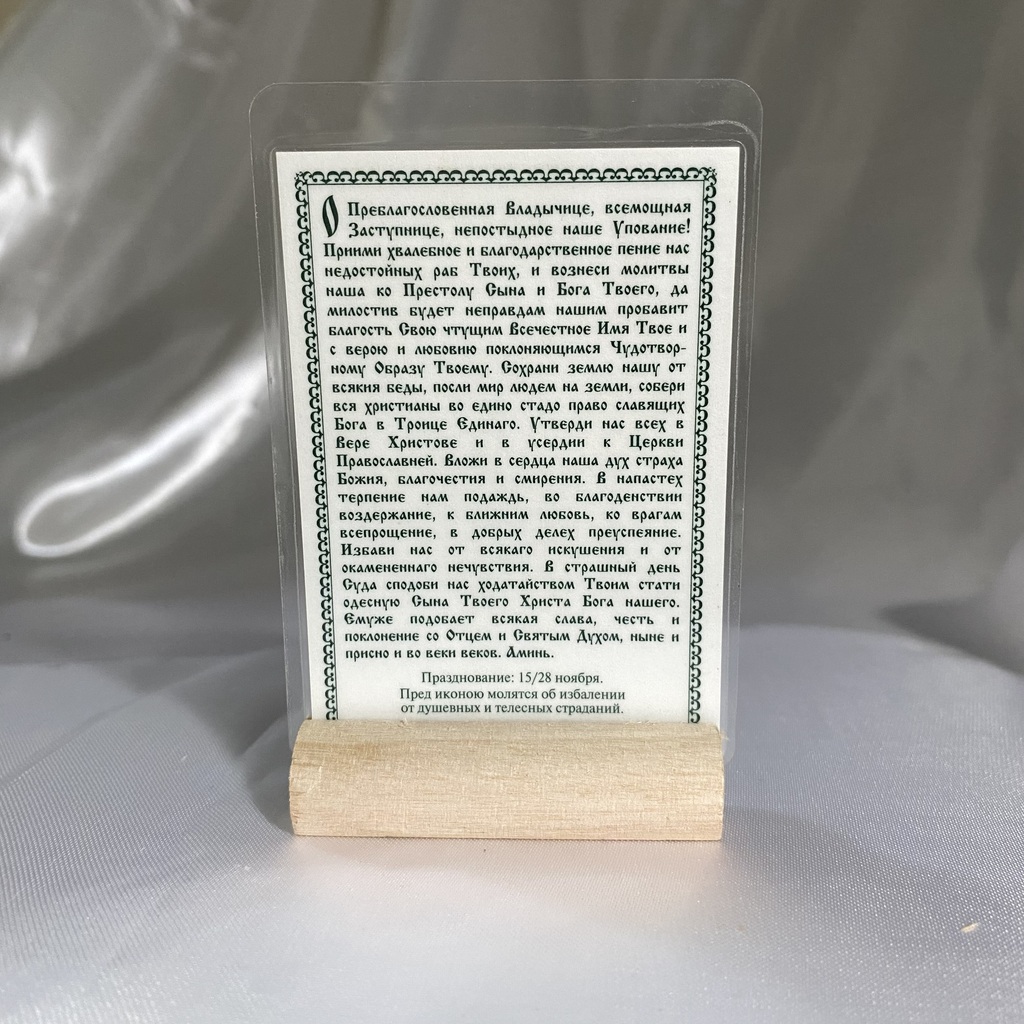 О Преблагословенная Владычице, всемощная
Заступнице, непостыдное наше Упование!
Приими хвалебное и благодарственное пение нас
недостойных раб Твоих, и вознеси молитвы
наша ко Престолу Сына и Бога Твоего, да
милостив будет неправдам нашим пробавит
благость Свою чтущим Всечестное Имя Твое и
с верою и любовию поклоняющимся Чудотвор-
ному Образу Твоему. Сохрани землю нашу от
всякия беды, посли мир людем на земли, собери
вся христианы во едино стадо право славящих
Бога в Троице Единаго. Утверди нас всех в
Вере Христове и в усердии к Церкви
Православней. Вложи в сердца наша дух страха
Божия, благочестия и смирения. В напастех
терпение нам подаждь, во благоденствии
воздержание, к ближним любовь, ко врагам
всепрощение, в добрых делех преуспеяние.
Избави нас от всякаго искушения и от
окамененнаго нечувствия. В страшный день
Суда сподоби нас ходатайством Твоим стати
одесную Сына Твоего Христа Бога нашего.
Емуже подобает всякая слава, честь и
поклонение со Отцем и Святым Духом, ныне и
присно и во веки веков. Аминь.
Празднование: 15/28 ноября.
Пред иконою молятся об избалении
от душевных и телесных страданий.